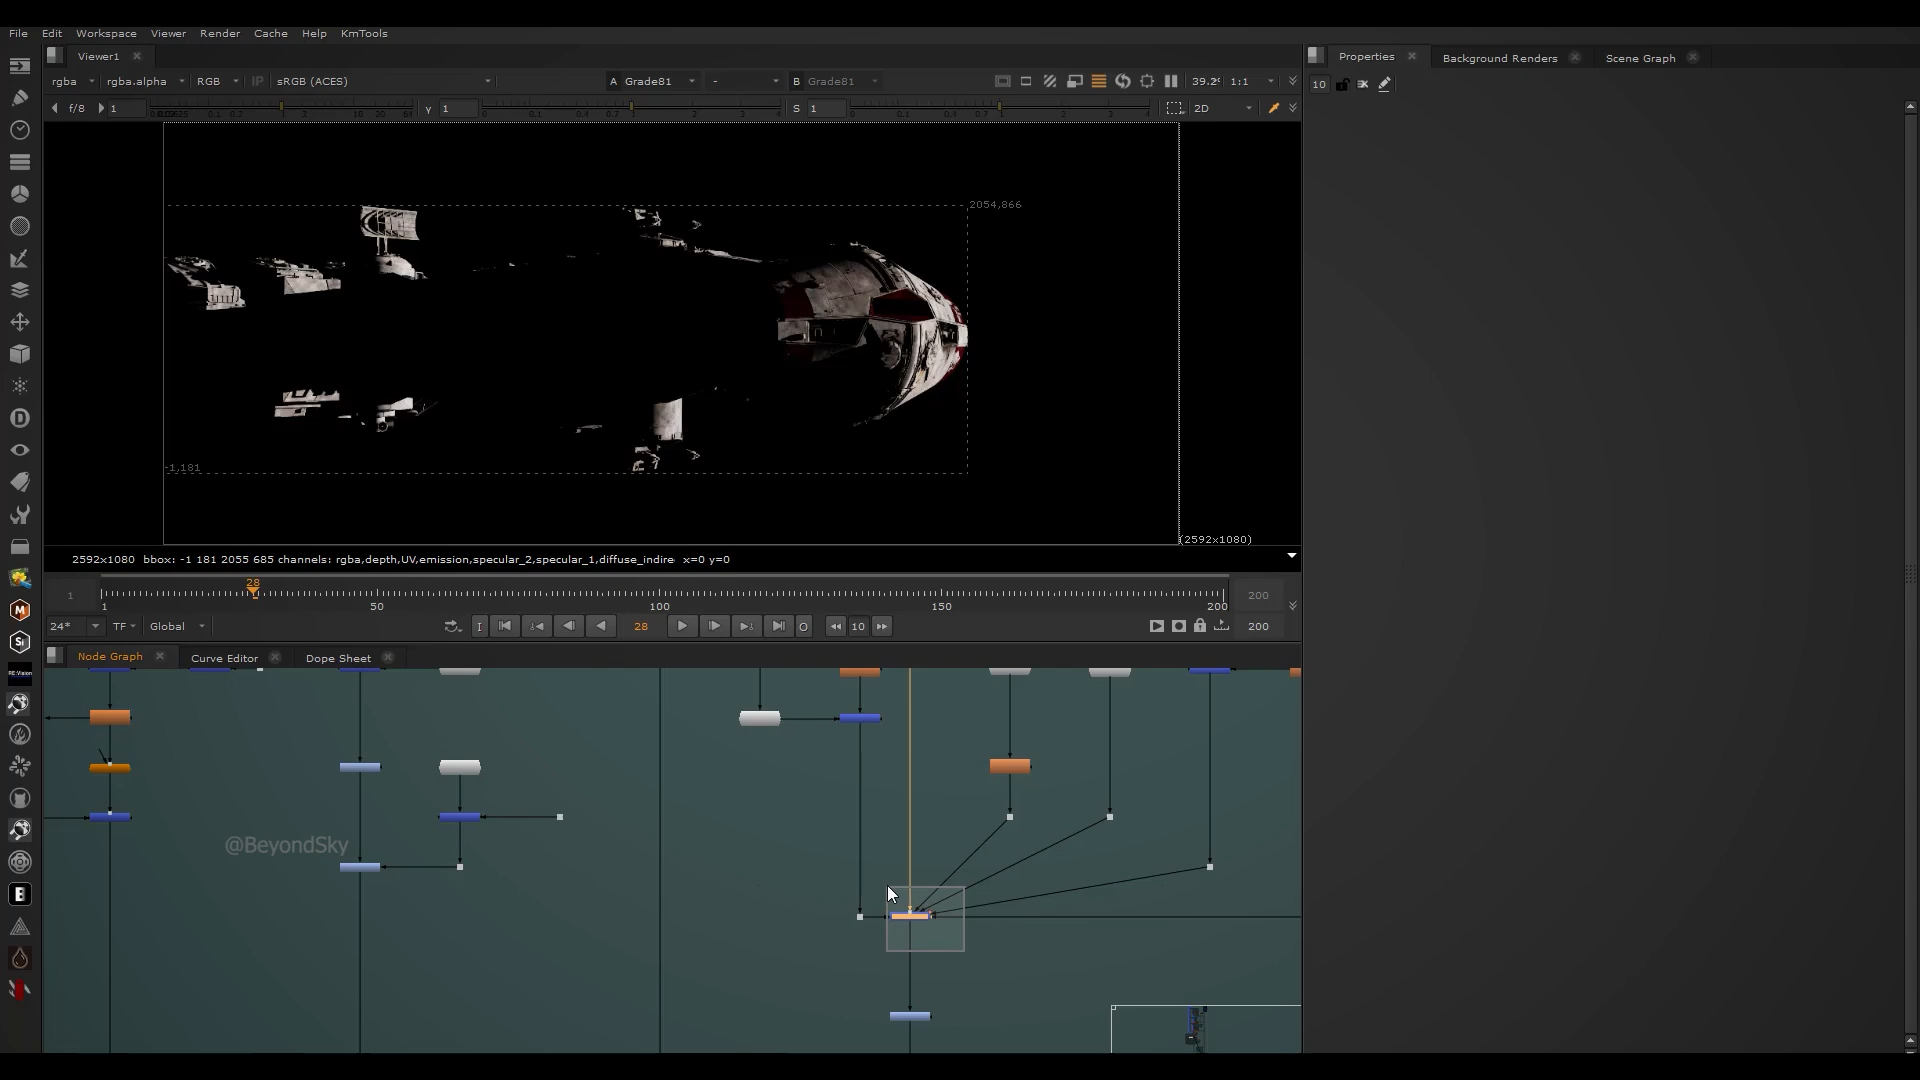 File Edit Workspace Viewer Render Cache Help KmTools
Viewer1
Properties Background Renders Scene Graph
rgba rgba.alpha RGB IP sRGB (ACES) A Grade81 - B Grade81 1:1
10
f/8 1 Y 1 S 1 2D
2054,866
-1,181
(2592x1080)
2592x1080 bbox: -1 181 2055 685 channels: rgba,depth,UV,emission,specular_2,specular_1,diffuse_indire x=0 y=0
28
1 200
1 50 100 150 200
24* TF Global I 28 O 10 200
Node Graph Curve Editor Dope Sheet
@BeyondSky